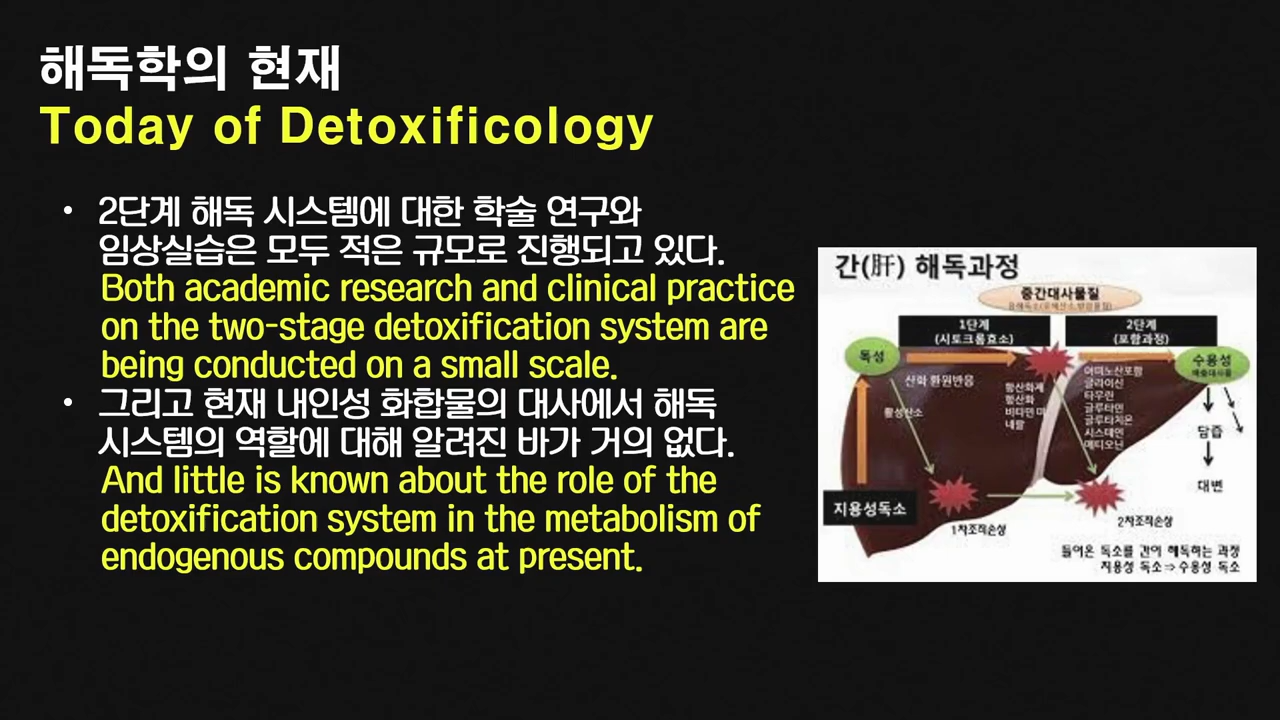 해독학의 현재
Today of Detoxificology
• 2단계 해독 시스템에 대한 학술 연구와
임상실습은 모두 적은 규모로 진행되고 있다.
Both academic research and clinical practice
on the two-stage detoxification system are
being conducted on a small scale.
• 그리고 현재 내인성 화합물의 대사에서 해독
시스템의 역할에 대해 알려진 바가 거의 없다.
And little is known about the role of the
detoxification system in the metabolism of
endogenous compounds at present.
간(肝) 해독과정
중간대사물질
1단계
(시토크롬효소)
2단계
(포합과정)
독성
수용성
배출대사물
산화 환원반응
활성산소
항산화제
항산화
비타민 미
네랄
아미노산포합
글라이신
타우린
글루타민
글루타치온
시스테인
메티오닌
담즙
대변
지용성독소
1차조직손상
2차조직손상
들어온 독소를 간이 해독하는 과정
지용성 독소⇒수용성 독소